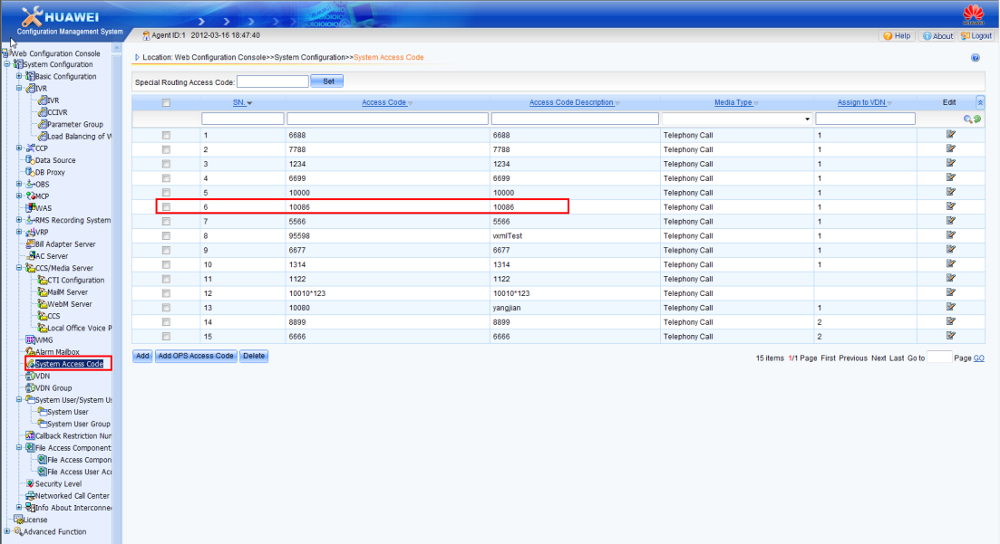 HUAWEI
Configuration Management System
HUAWEI
Agent ID:1 2012-03-16 18:47:40
Help About Logout
Web Configuration Console
System Configuration
Basic Configuration
IVR
IVR
CCIVR
Parameter Group
Load Balancing of W
CCP
Data Source
DB Proxy
OBS
MCP
WAS
RMS Recording System
VRP
Bill Adapter Server
AC Server
CCS/Media Server
CTI Configuration
MailM Server
WebM Server
CCS
Local Office Voice P
WMG
Alarm Mailbox
System Access Code
VDN
VDN Group
System User/System Us
System User
System User Group
Callback Restriction Num
File Access Component
File Access Compon
File Access User Acc
Security Level
Networked Call Center
Info About Interconnec
License
Advanced Function
Location: Web Configuration Console>>System Configuration>>System Access Code
Special Routing Access Code: Set
SN. Access Code Access Code Description Media Type Assign to VDN Edit
1 6688 6688 Telephony Call 1
2 7788 7788 Telephony Call 1
3 1234 1234 Telephony Call 1
4 6699 6699 Telephony Call 1
5 10000 10000 Telephony Call 1
6 10086 10086 Telephony Call 1
7 5566 5566 Telephony Call 1
8 95598 vxmlTest Telephony Call 1
9 6677 6677 Telephony Call 1
10 1314 1314 Telephony Call 1
11 1122 1122 Telephony Call
12 10010*123 10010*123 Telephony Call
13 10080 yangjian Telephony Call 1
14 8899 8899 Telephony Call 2
15 6666 6666 Telephony Call 2
Add Add OPS Access Code Delete
15 items 1/1 Page First Previous Next Last Go to Page GO